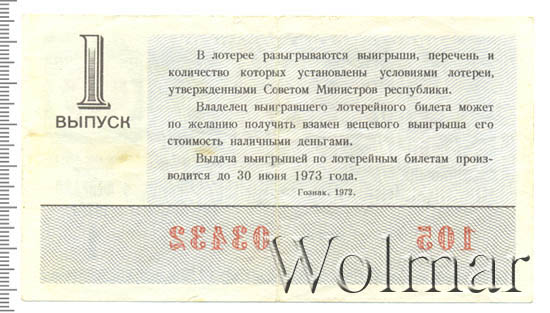 1
ВЫПУСК
В лотерее разыгрываются выигрыши, перечень и
количество которых установлены условиями лотереи,
утвержденными Советом Министров республики.
Владелец выигравшего лотерейного билета может
по желанию получить взамен вещевого выигрыша его
стоимость наличными деньгами.
Выдача выигрышей по лотерейным билетам произ-
водится до 30 июня 1973 года.
Гознак. 1972.
105 03432
Wolmar